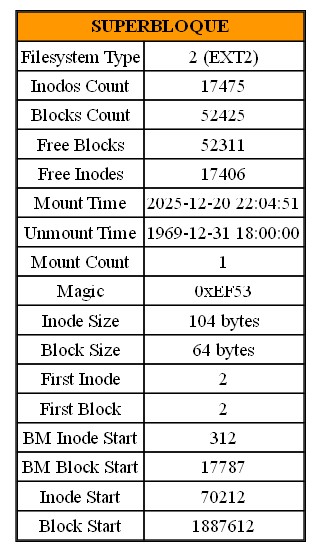 SUPERBLOQUE
Filesystem Type 2 (EXT2)
Inodos Count 17475
Blocks Count 52425
Free Blocks 52311
Free Inodes 17406
Mount Time 2025-12-20 22:04:51
Unmount Time 1969-12-31 18:00:00
Mount Count 1
Magic 0xEF53
Inode Size 104 bytes
Block Size 64 bytes
First Inode 2
First Block 2
BM Inode Start 312
BM Block Start 17787
Inode Start 70212
Block Start 1887612